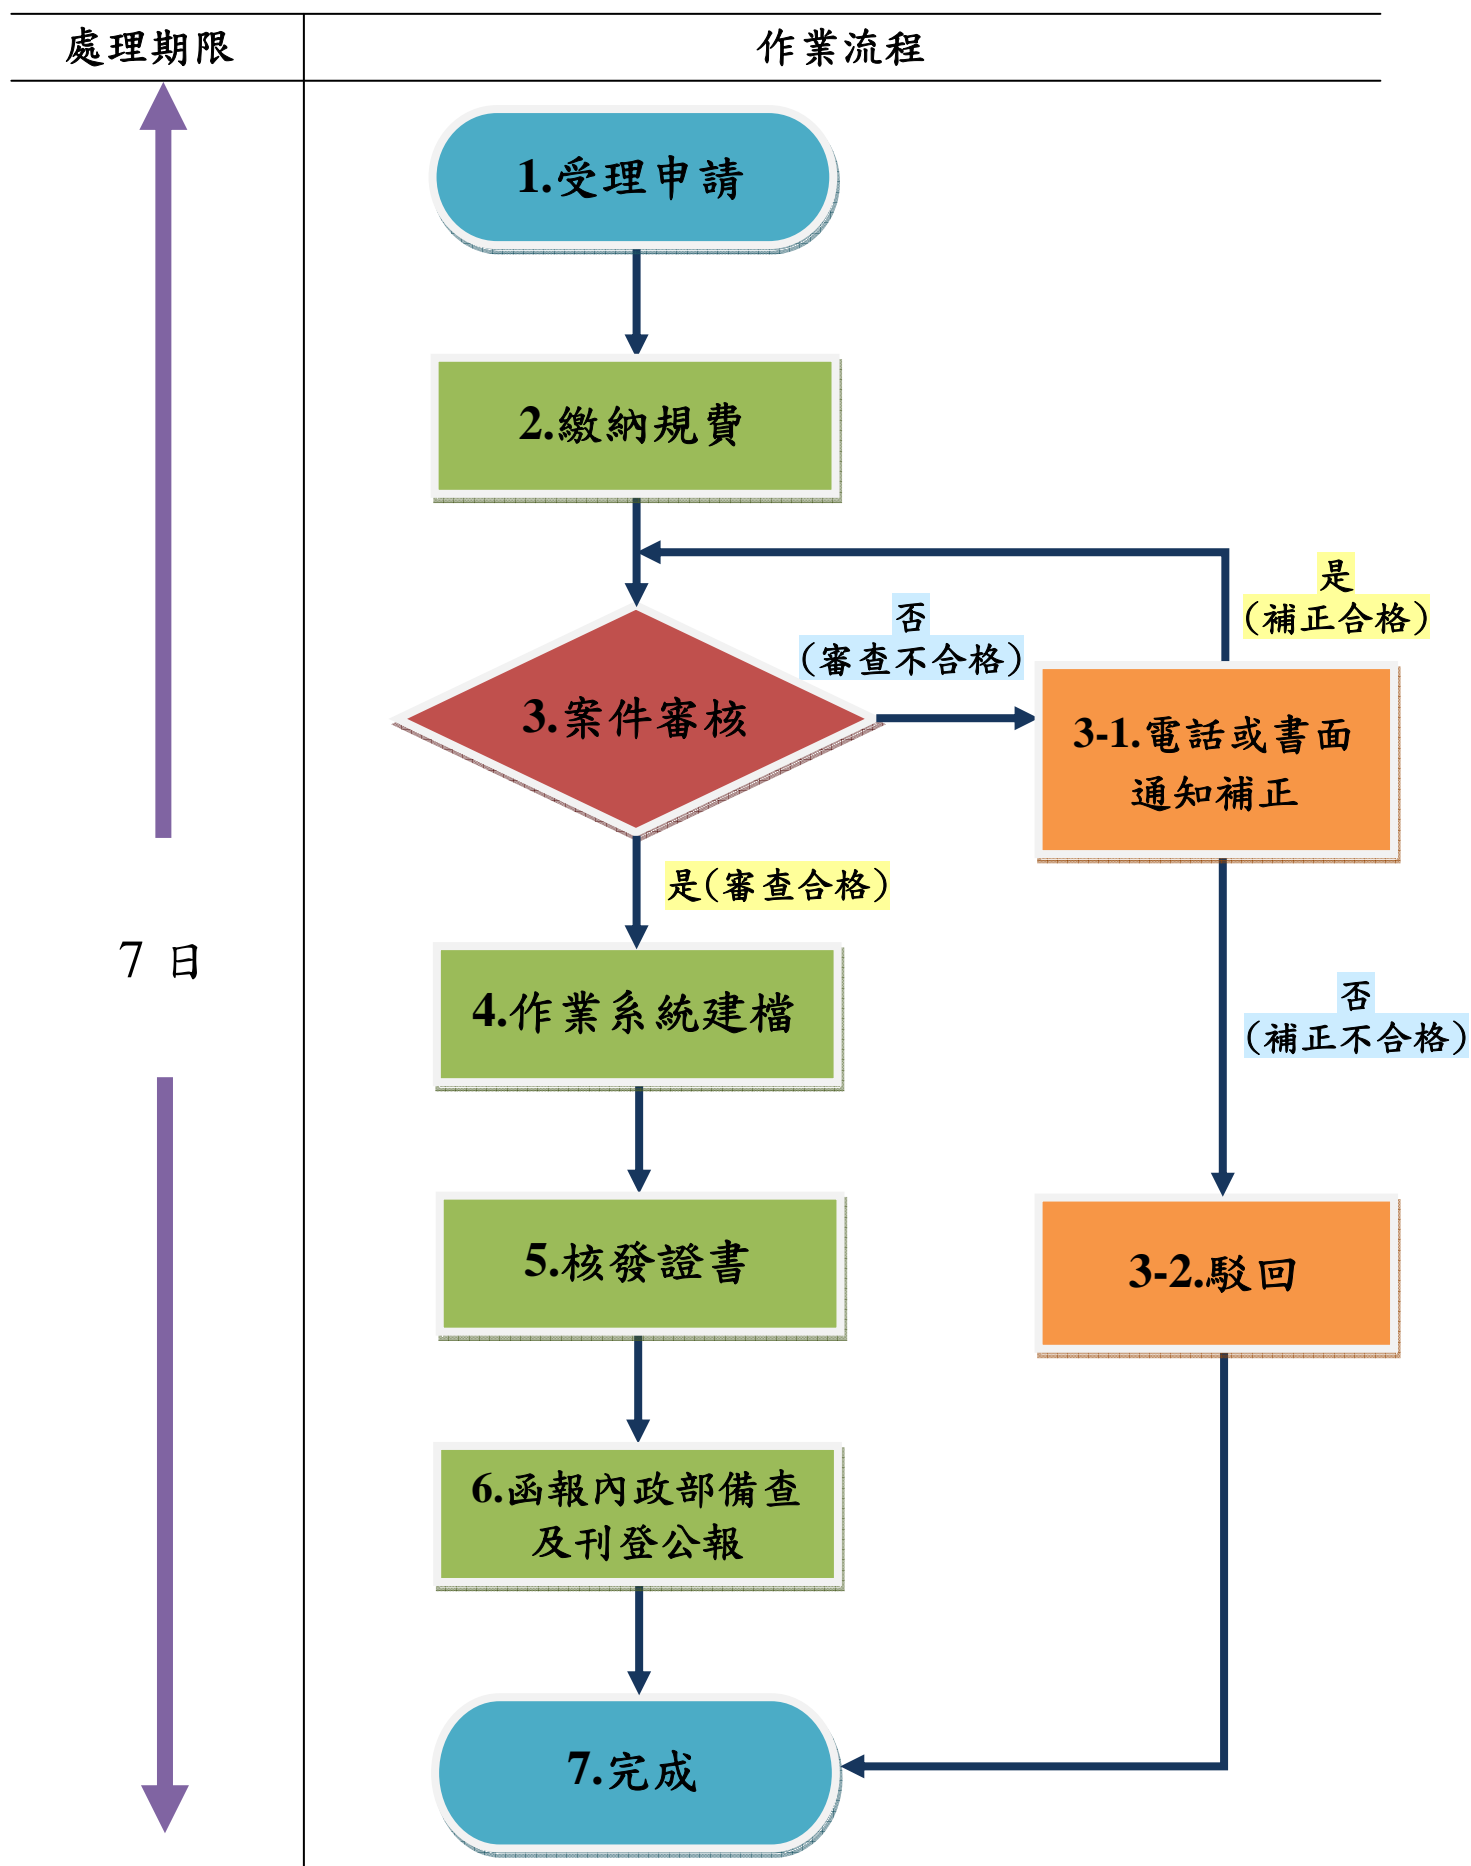 處理期限
作業流程
1.受理申請
2.繳納規費
是
(補正合格)
否
(審查不合格)
3.案件審核
3-1.電話或書面
通知補正
是(審查合格)
7 日
4.作業系統建檔
否
(補正不合格)
5.核發證書
3-2.駁回
6.函報內政部備查
及刊登公報
7.完成